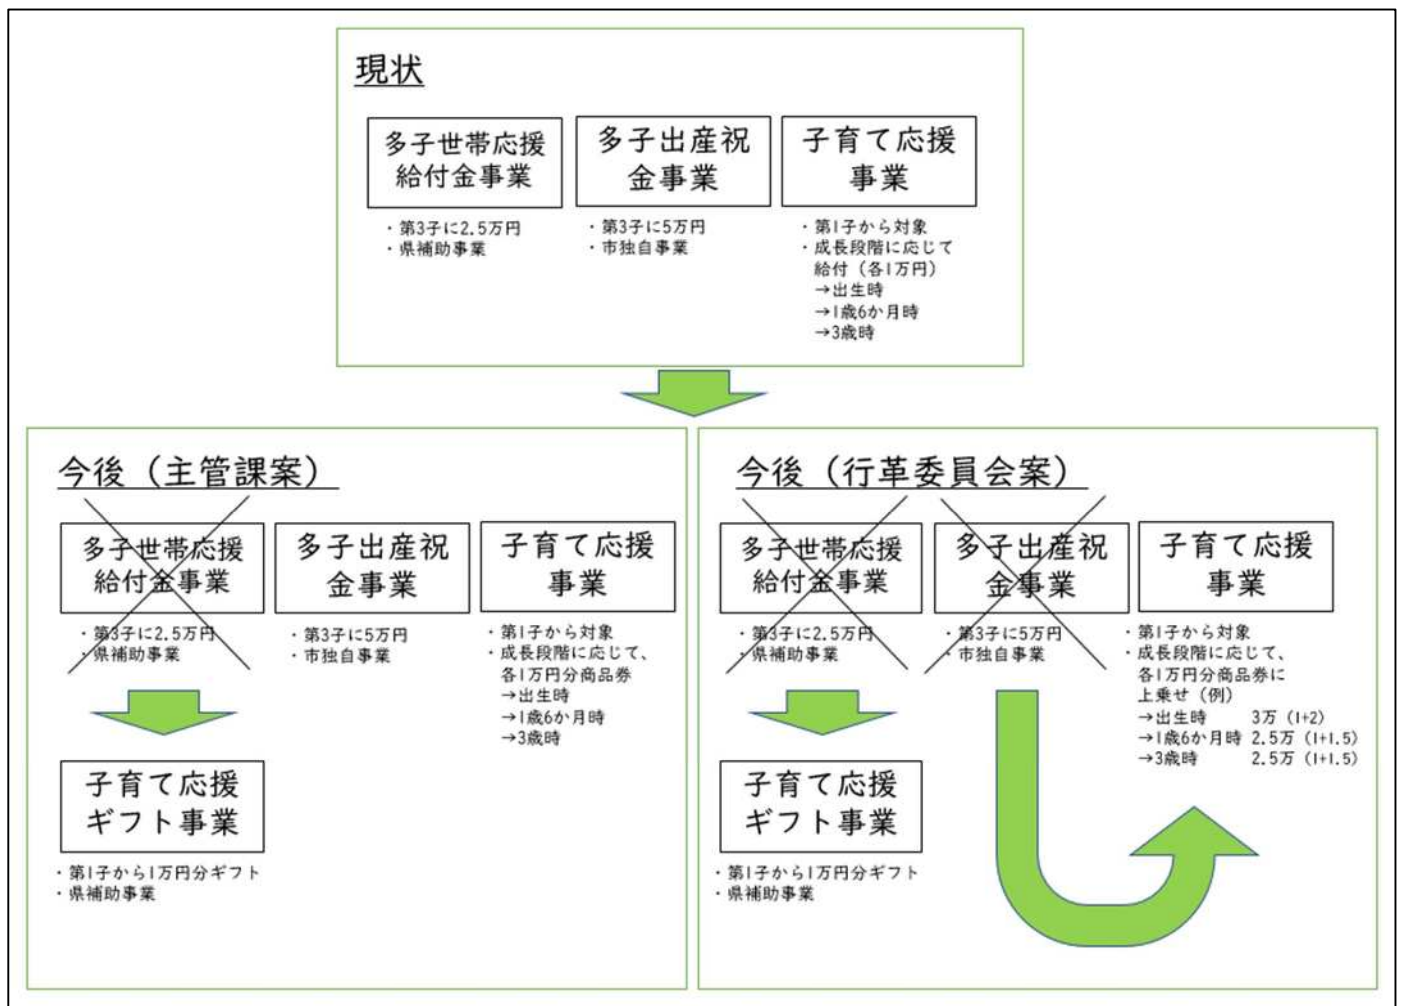 現状
多子世帯応援
給付金事業
・第3子に2.5万円
・県補助事業
多子出産祝
金事業
・第3子に5万円
・市独自事業
子育て応援
事業
・第1子から対象
・成長段階に応じて
給付（各1万円）
→出生時
→1歳6か月時
→3歳時
今後（主管課案）
多子世帯応援
給付金事業
・第3子に2.5万円
・県補助事業
子育て応援
ギフト事業
・第1子から1万円分ギフト
・県補助事業
多子出産祝
金事業
・第3子に5万円
・市独自事業
子育て応援
事業
・第1子から対象
・成長段階に応じて、
各1万円分商品券
→出生時
→1歳6か月時
→3歳時
今後（行革委員会案）
多子世帯応援
給付金事業
・第3子に2.5万円
・県補助事業
子育て応援
ギフト事業
・第1子から1万円分ギフト
・県補助事業
多子出産祝
金事業
・第3子に5万円
・市独自事業
子育て応援
事業
・第1子から対象
・成長段階に応じて、
各1万円分商品券に
上乗せ（例）
→出生時 3万（1+2）
→1歳6か月時 2.5万（1+1.5）
→3歳時 2.5万（1+1.5）